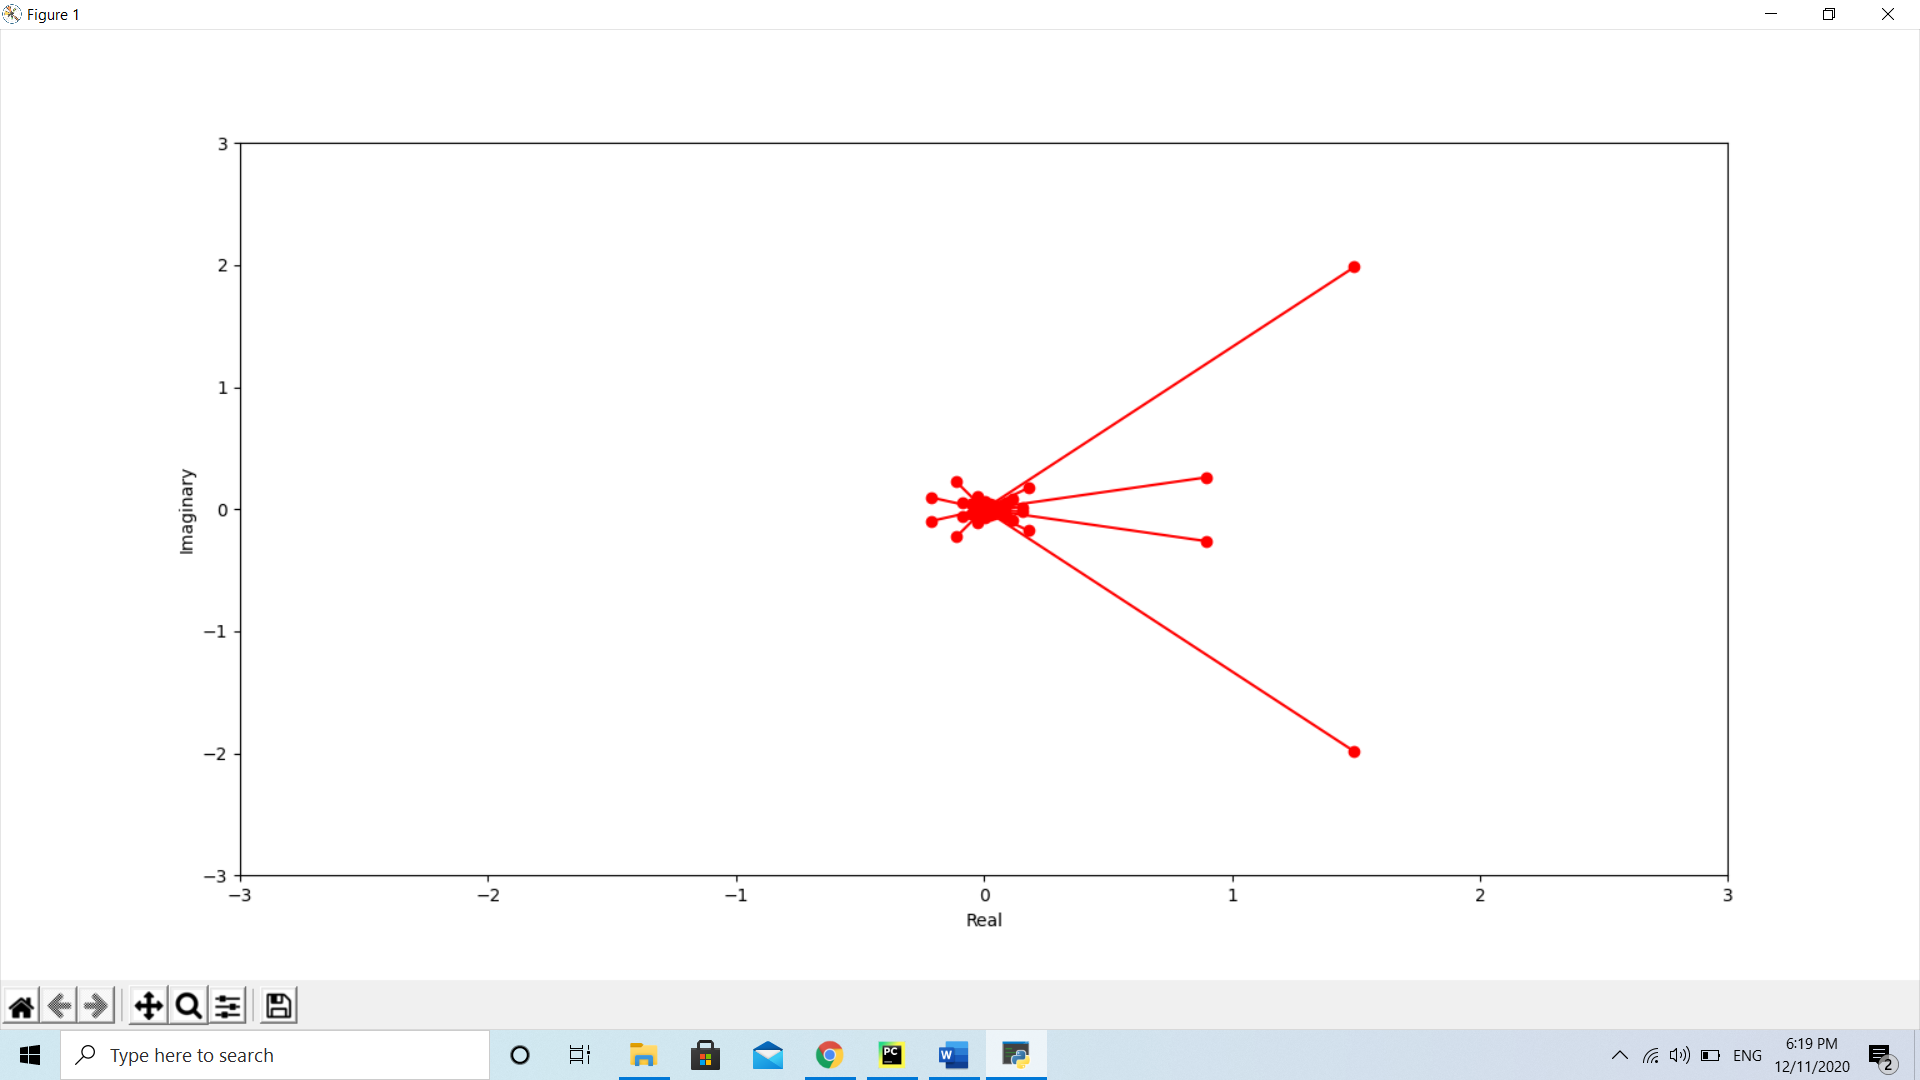 Figure 1
3
2
1
0
−1
−2
−3
Imaginary
−3 −2 −1 0 1 2 3
Real
Type here to search
PC
W
ENG
6:19 PM
12/11/2020
2